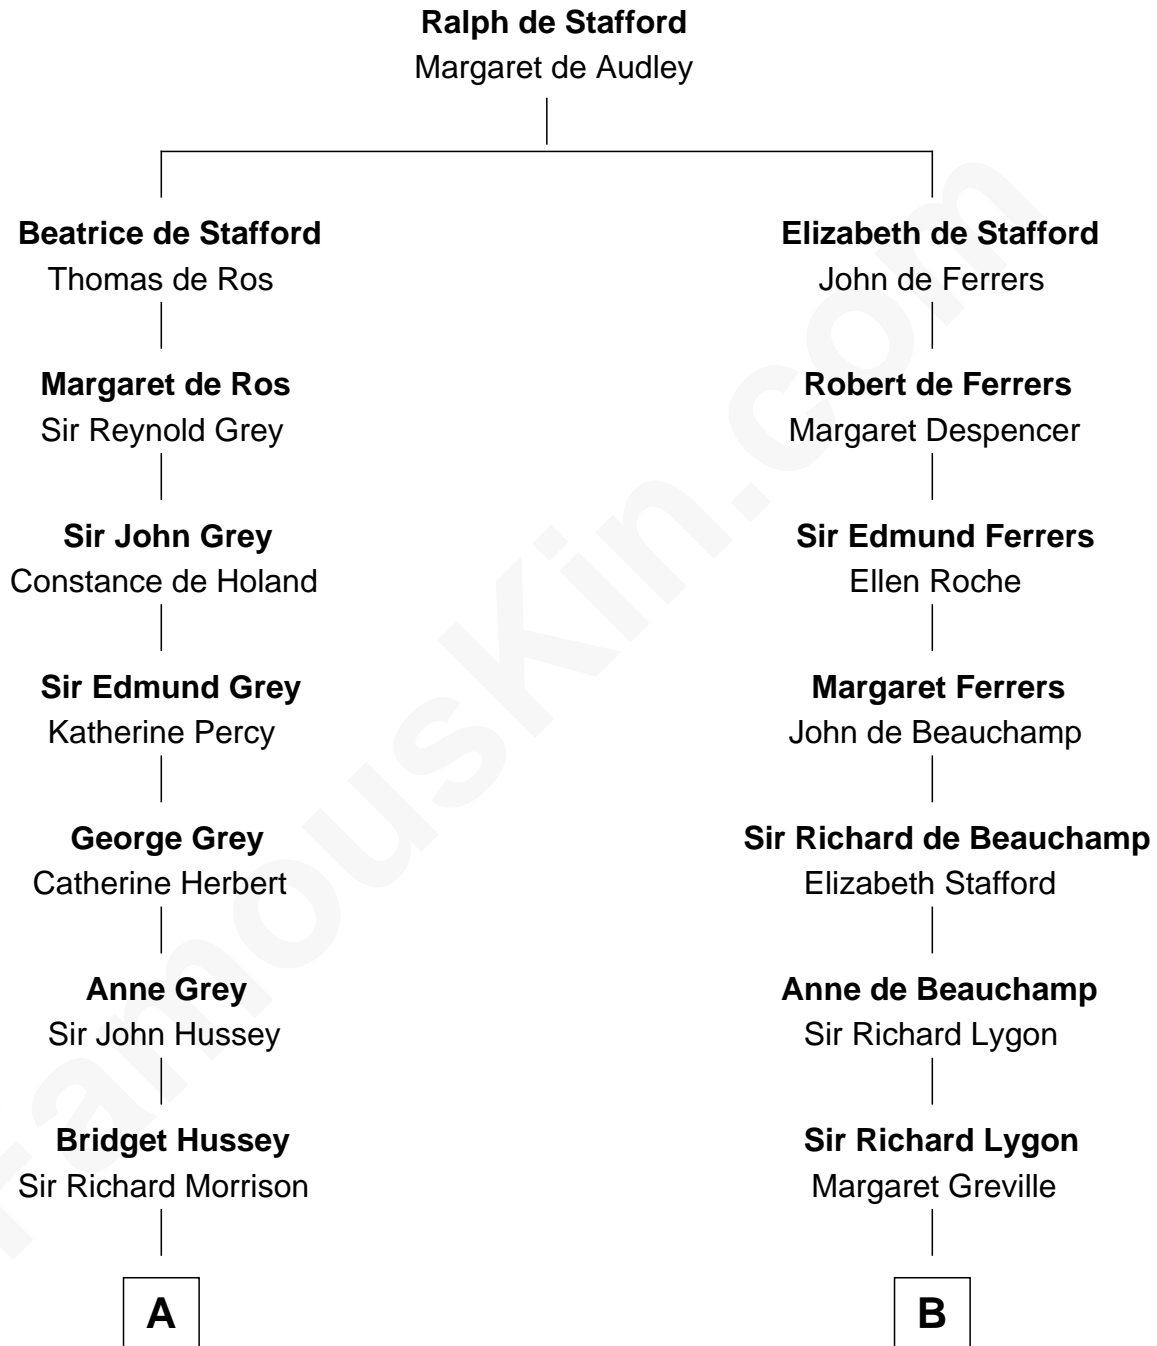 Ralph de Stafford
Margaret de Audley
Beatrice de Stafford
Thomas de Ros
Margaret de Ros
Sir Reynold Grey
Sir John Grey
Constance de Holand
Sir Edmund Grey
Katherine Percy
George Grey
Catherine Herbert
Anne Grey
Sir John Hussey
Bridget Hussey
Sir Richard Morrison
A
Elizabeth de Stafford
John de Ferrers
Robert de Ferrers
Margaret Despencer
Sir Edmund Ferrers
Ellen Roche
Margaret Ferrers
John de Beauchamp
Sir Richard de Beauchamp
Elizabeth Stafford
Anne de Beauchamp
Sir Richard Lygon
Sir Richard Lygon
Margaret Greville
B
FamousKin.com